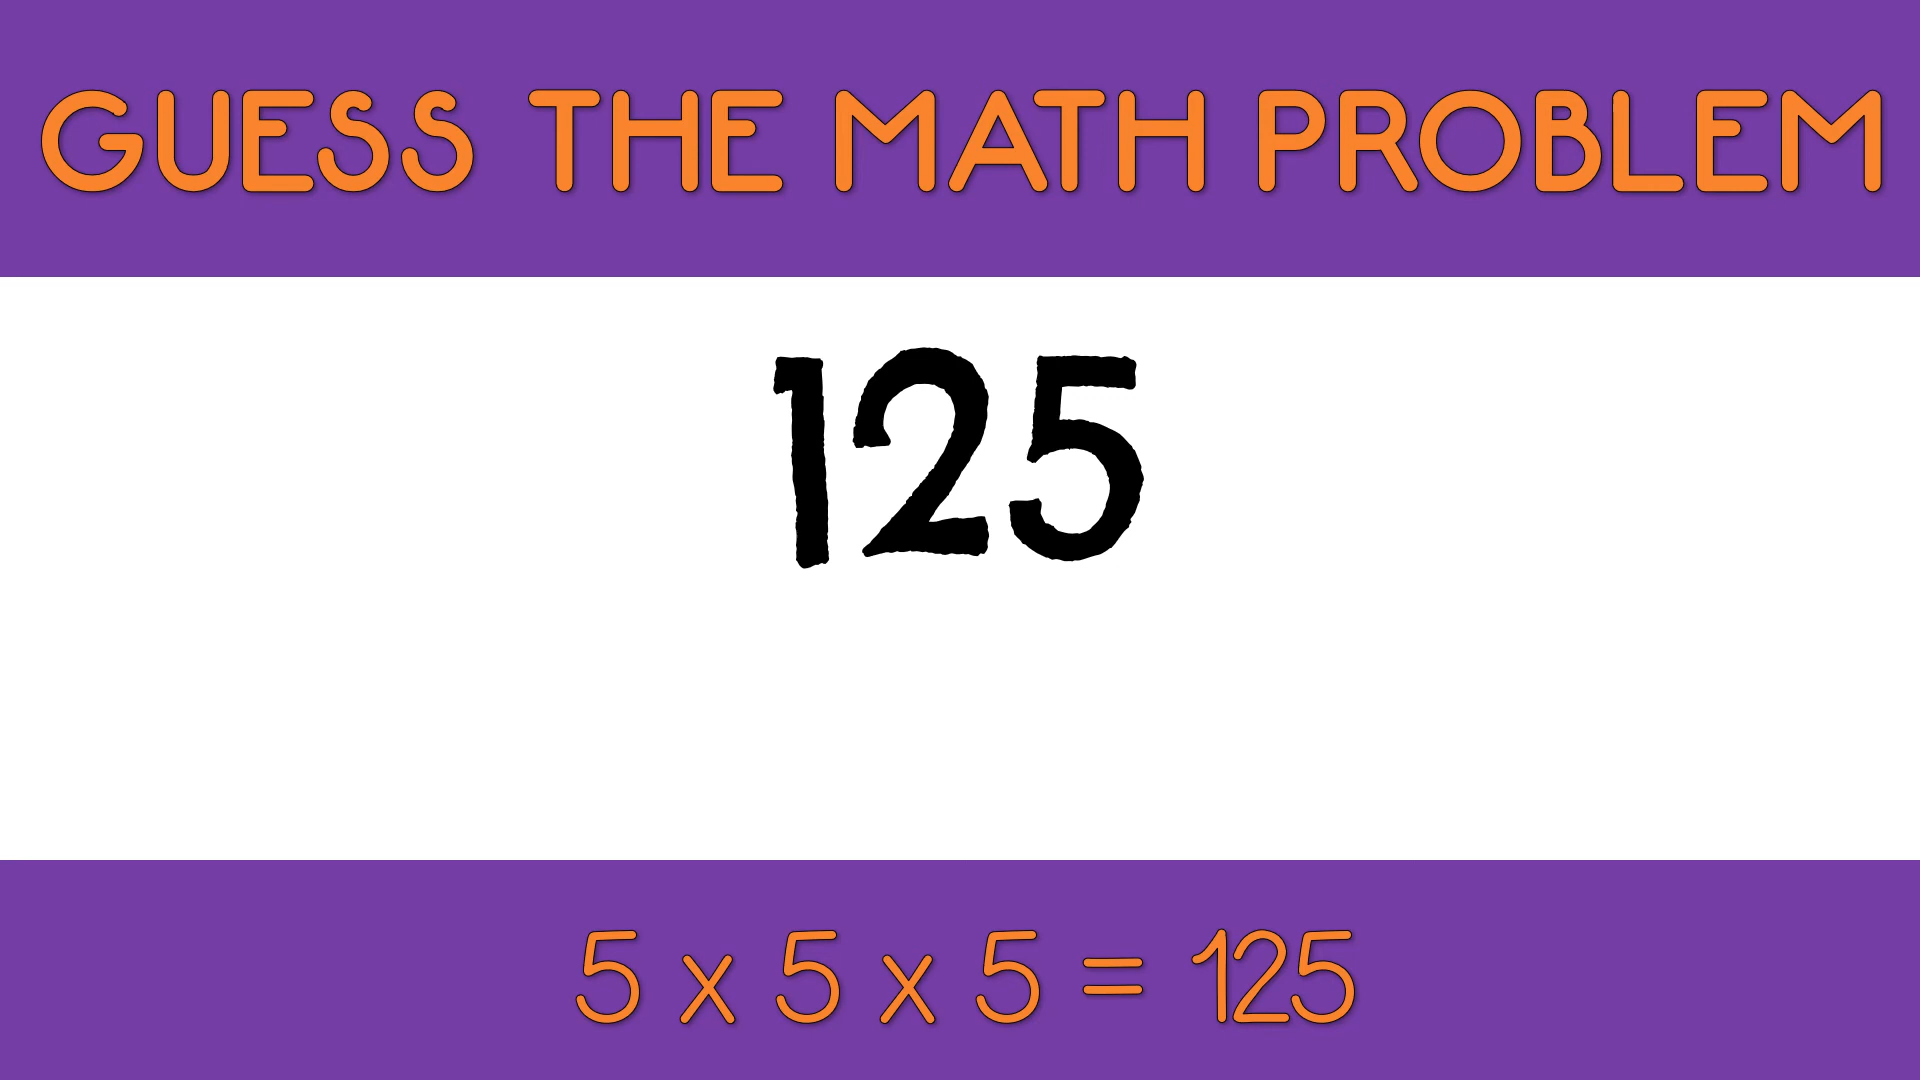 GUESS THE MATH PROBLEM
125
5 x 5 x 5 = 125